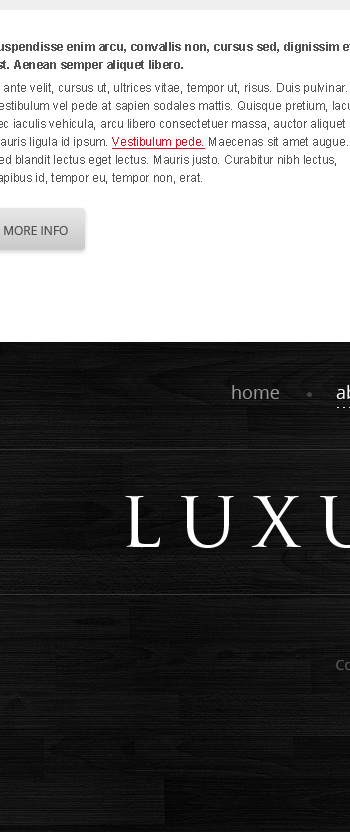 uspendisse enim arcu, convallis non, cursus sed, dignissim e
st. Aenean semper aliquet libero.
ante velit, cursus ut, ultrices vitae, tempor ut, risus. Duis pulvinar.
estibulum vel pede at sapien sodales mattis. Quisque pretium, lacu
ec iaculis vehicula, arcu libero consectetuer massa, auctor aliquet
auris ligula id ipsum. Vestibulum pede. Maecenas sit amet augue.
ed blandit lectus eget lectus. Mauris justo. Curabitur nibh lectus,
apibus id, tempor eu, tempor non, erat.
MORE INFO
home • ab
LUXU
Co